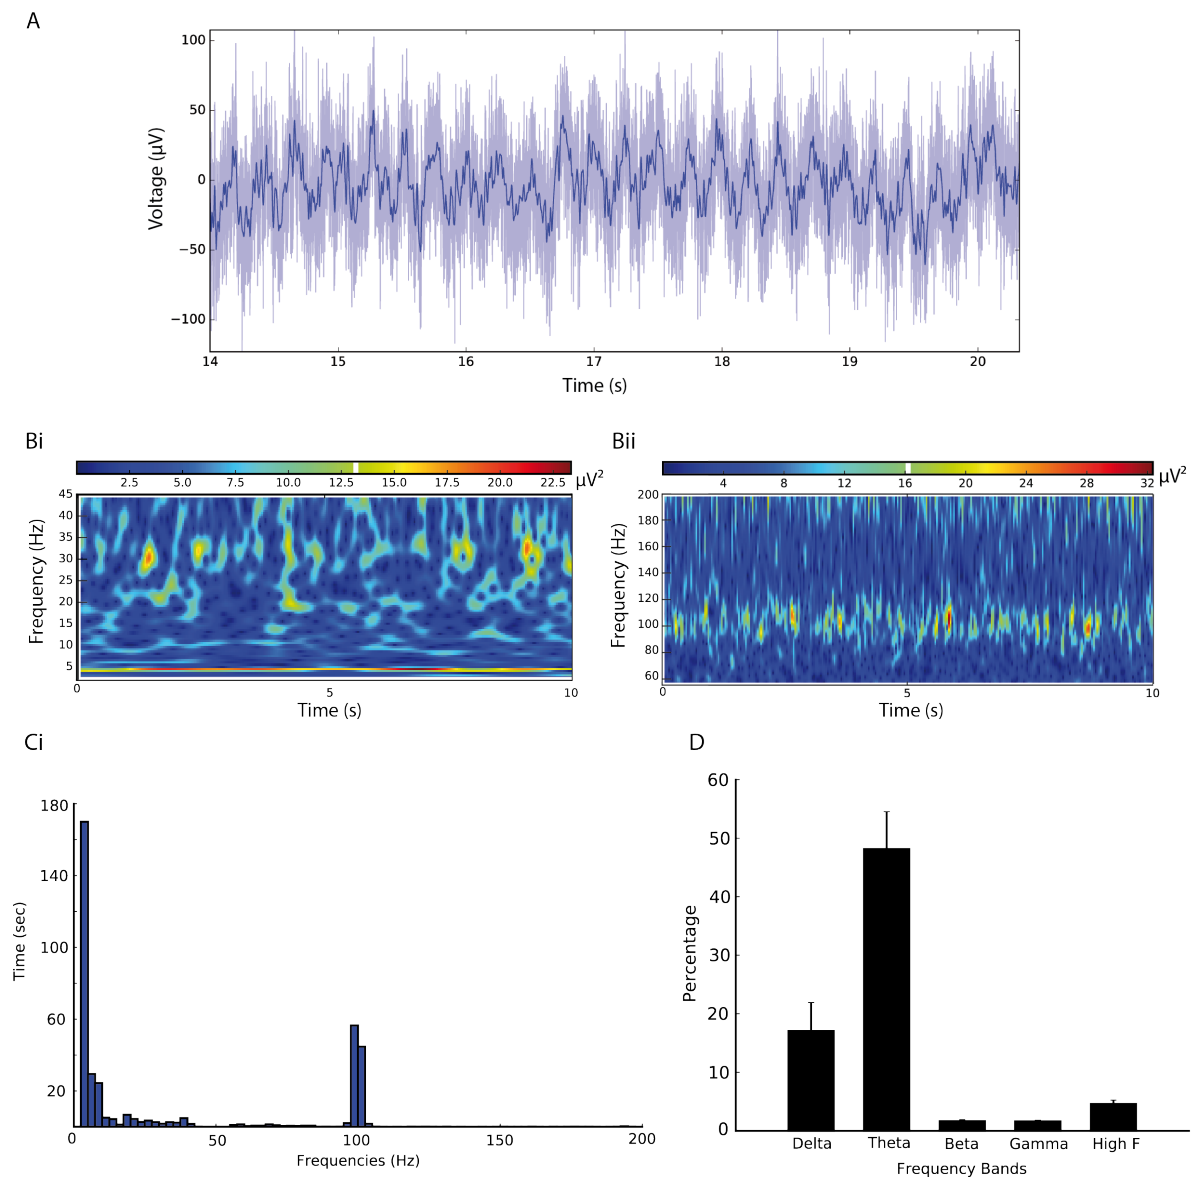 A
100
50
0
−50
−100
Voltage (µV)
14 15 16 17 18 19 20
Time (s)
Bi
2.5 5.0 7.5 10.0 12.5 15.0 17.5 20.0 22.5 µV²
45
40
35
30
25
20
15
10
5
Frequency (Hz)
0 5 10
Time (s)
Bii
4 8 12 16 20 24 28 32 µV²
200
180
160
140
120
100
80
60
Frequency (Hz)
0 5 10
Time (s)
Ci
180
140
100
60
20
Time (sec)
0 50 100 150 200
Frequencies (Hz)
D
60
50
40
30
20
10
0
Percentage
Delta Theta Beta Gamma High F
Frequency Bands